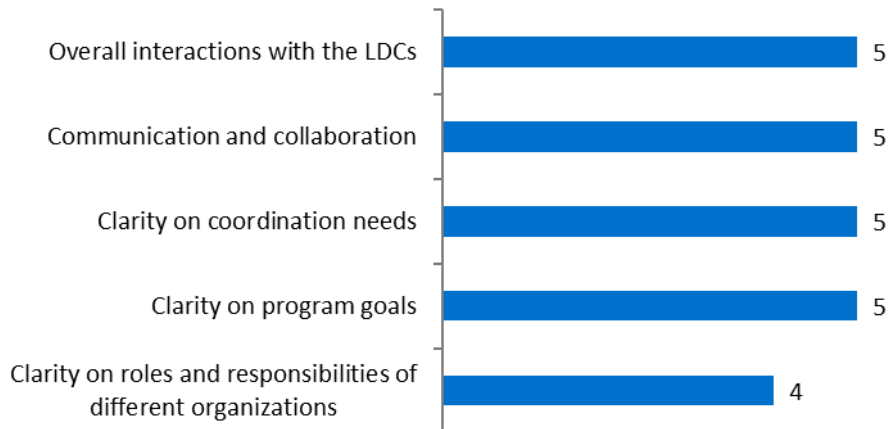 Overall interactions with the LDCs 5
Communication and collaboration 5
Clarity on coordination needs 5
Clarity on program goals 5
Clarity on roles and responsibilities of
different organizations 4